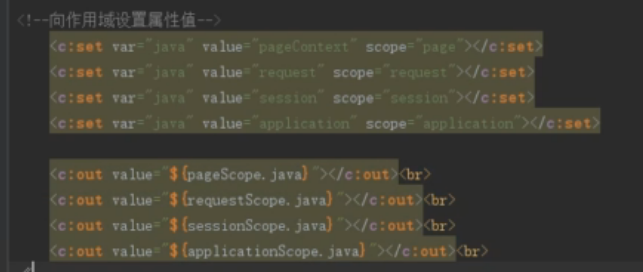 <!--向作用域设置属性值-->
<c:set var="java" value="pageContext" scope="page"></c:set>
<c:set var="java" value="request" scope="request"></c:set>
<c:set var="java" value="session" scope="session"></c:set>
<c:set var="java" value="application" scope="application"></c:set>
<c:out value="${pageScope.java}"></c:out><br>
<c:out value="${requestScope.java}"></c:out><br>
<c:out value="${sessionScope.java}"></c:out><br>
<c:out value="${applicationScope.java}"></c:out><br>